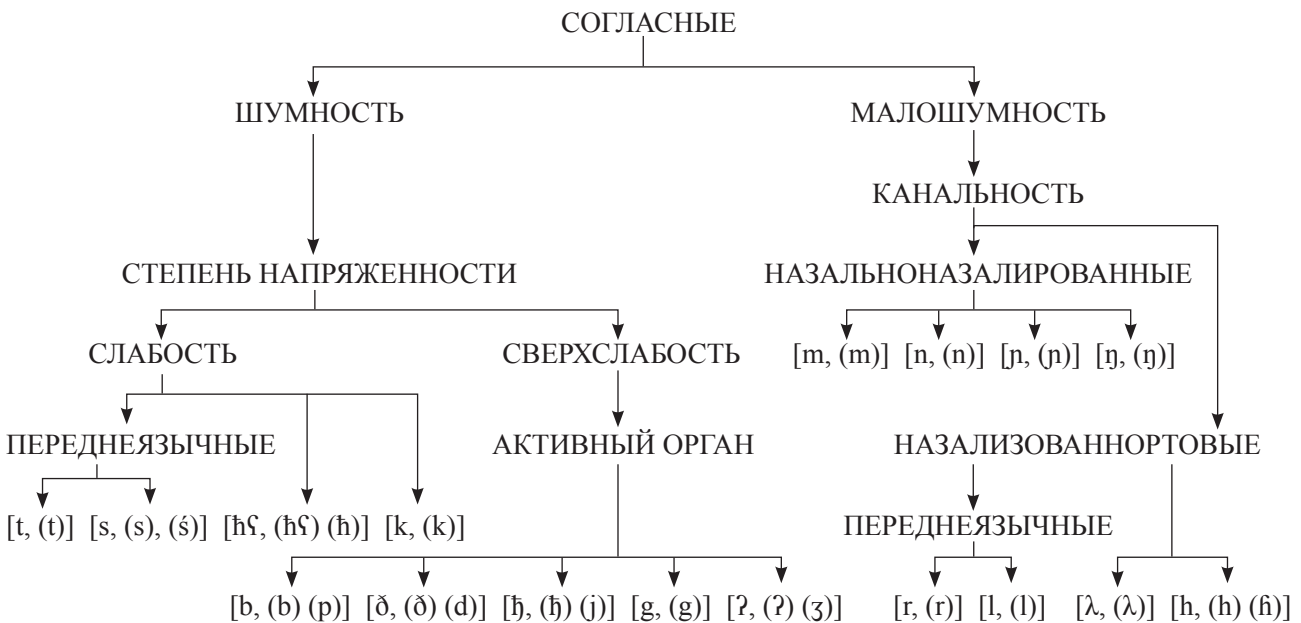 СОГЛАСНЫЕ
ШУМНОСТЬ МАЛОШУМНОСТЬ
КАНАЛЬНОСТЬ
СТЕПЕНЬ НАПРЯЖЕННОСТИ НАЗАЛЬНОНАЗАЛИРОВАННЫЕ
СЛАБОСТЬ СВЕРХСЛАБОСТЬ [m, (m)] [n, (n)] [ɲ, (ɲ)] [ŋ, (ŋ)]
ПЕРЕДНЕЯЗЫЧНЫЕ АКТИВНЫЙ ОРГАН НАЗАЛИЗОВАННОРТОВЫЕ
[t, (t)] [s, (s), (ś)] [ħʕ, (ħʕ) (ħ)] [k, (k)] ПЕРЕДНЕЯЗЫЧНЫЕ
[b, (b) (p)] [ð, (ð) (d)] [ђ, (ђ) (j)] [g, (g)] [ʔ, (ʔ) (ʒ)] [r, (r)] [l, (l)] [λ, (λ)] [h, (h) (ɦ)]